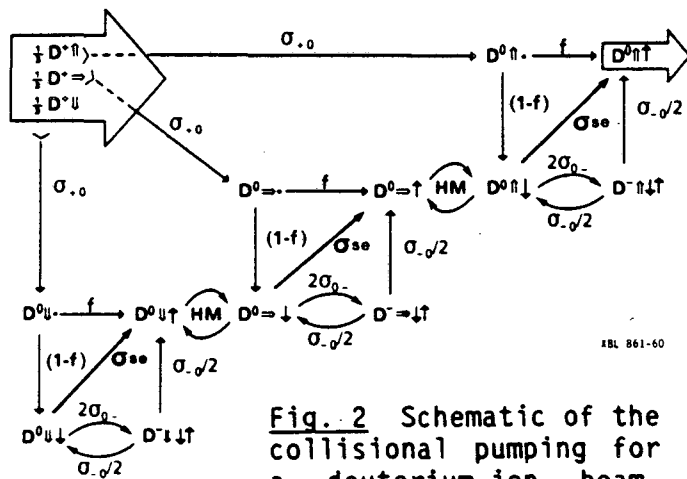 σ₊₀
⅓ D⁺⇑
⅓ D⁺⇒
⅓ D⁺⇓
D⁰⇑· f D⁰⇑↑
σ₊₀
(1-f) σse σ₋₀/2
σ₊₀
D⁰⇒· f D⁰⇒↑ HM D⁰⇑↓ 2σ₀₋ D⁻⇑↓↑
σ₋₀/2
(1-f) σse σ₋₀/2
D⁰⇓· f D⁰⇓↑ HM D⁰⇒↓ 2σ₀₋ D⁻⇒↓↑
σ₋₀/2
XBL 861-60
(1-f) σse σ₋₀/2
D⁰⇓↓ 2σ₀₋ D⁻⇓↓↑
σ₋₀/2
Fig. 2 Schematic of the
collisional pumping for
a deuterium ion beam